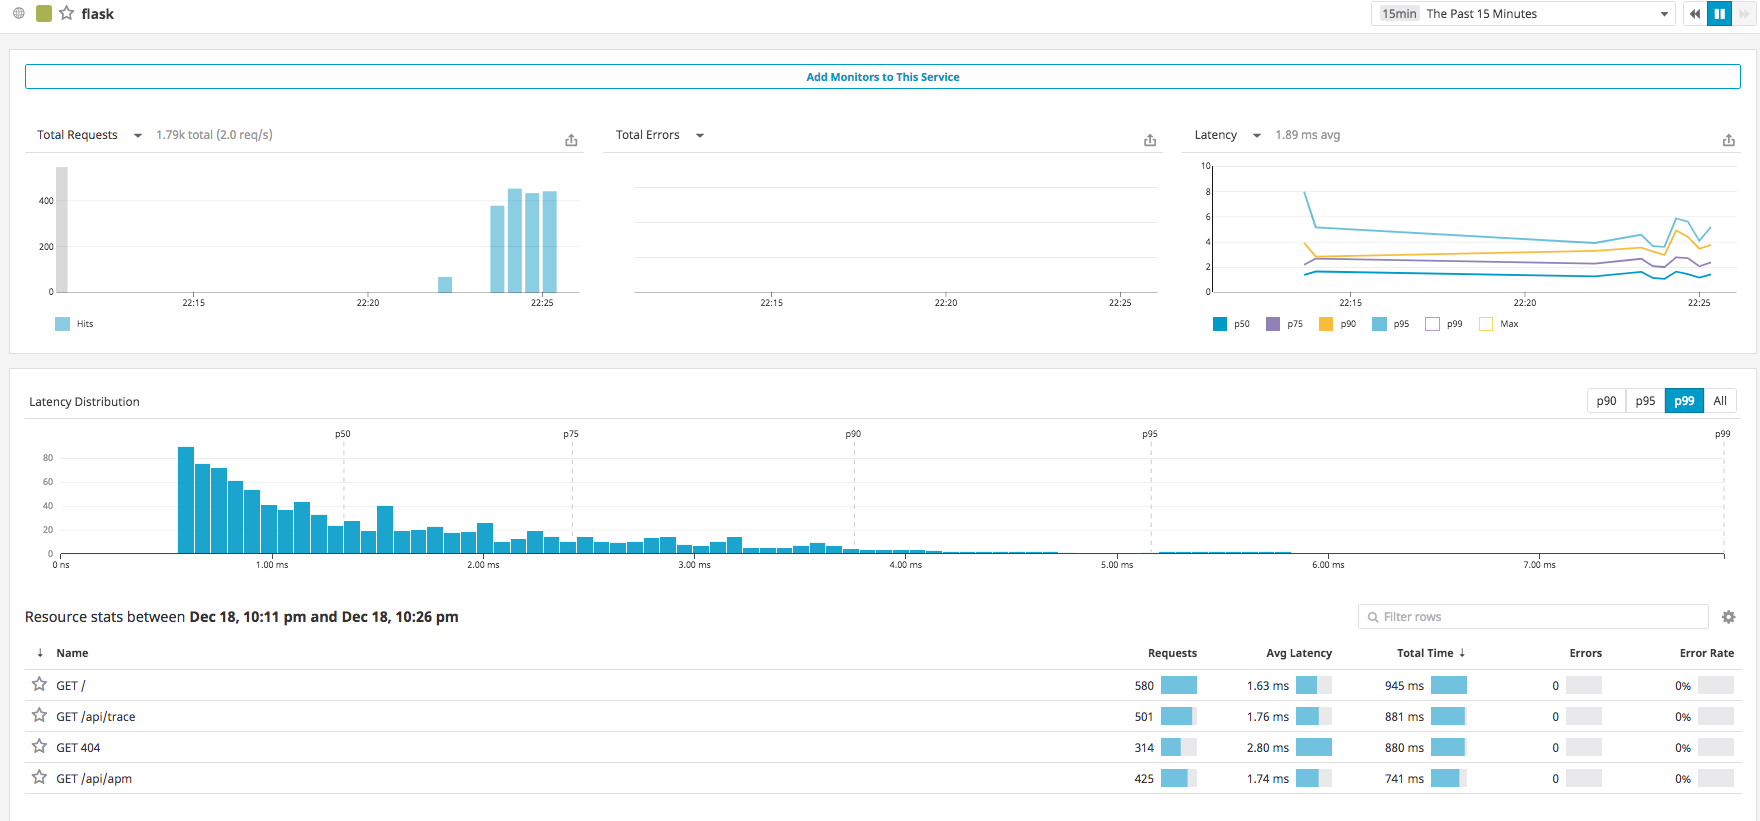 flask
15min The Past 15 Minutes
Add Monitors to This Service
Total Requests 1.79k total (2.0 req/s)
400
200
0
22:15 22:20 22:25
Hits
Total Errors
22:15 22:20 22:25
Latency 1.89 ms avg
10
8
6
4
2
0
22:15 22:20 22:25
p50 p75 p90 p95 p99 Max
Latency Distribution
p90 p95 p99 All
p50 p75 p90 p95 p99
80
60
40
20
0
0 ns 1.00 ms 2.00 ms 3.00 ms 4.00 ms 5.00 ms 6.00 ms 7.00 ms
Resource stats between Dec 18, 10:11 pm and Dec 18, 10:26 pm
Filter rows
↓ Name Requests Avg Latency Total Time ↓ Errors Error Rate
GET / 580 1.63 ms 945 ms 0 0%
GET /api/trace 501 1.76 ms 881 ms 0 0%
GET 404 314 2.80 ms 880 ms 0 0%
GET /api/apm 425 1.74 ms 741 ms 0 0%